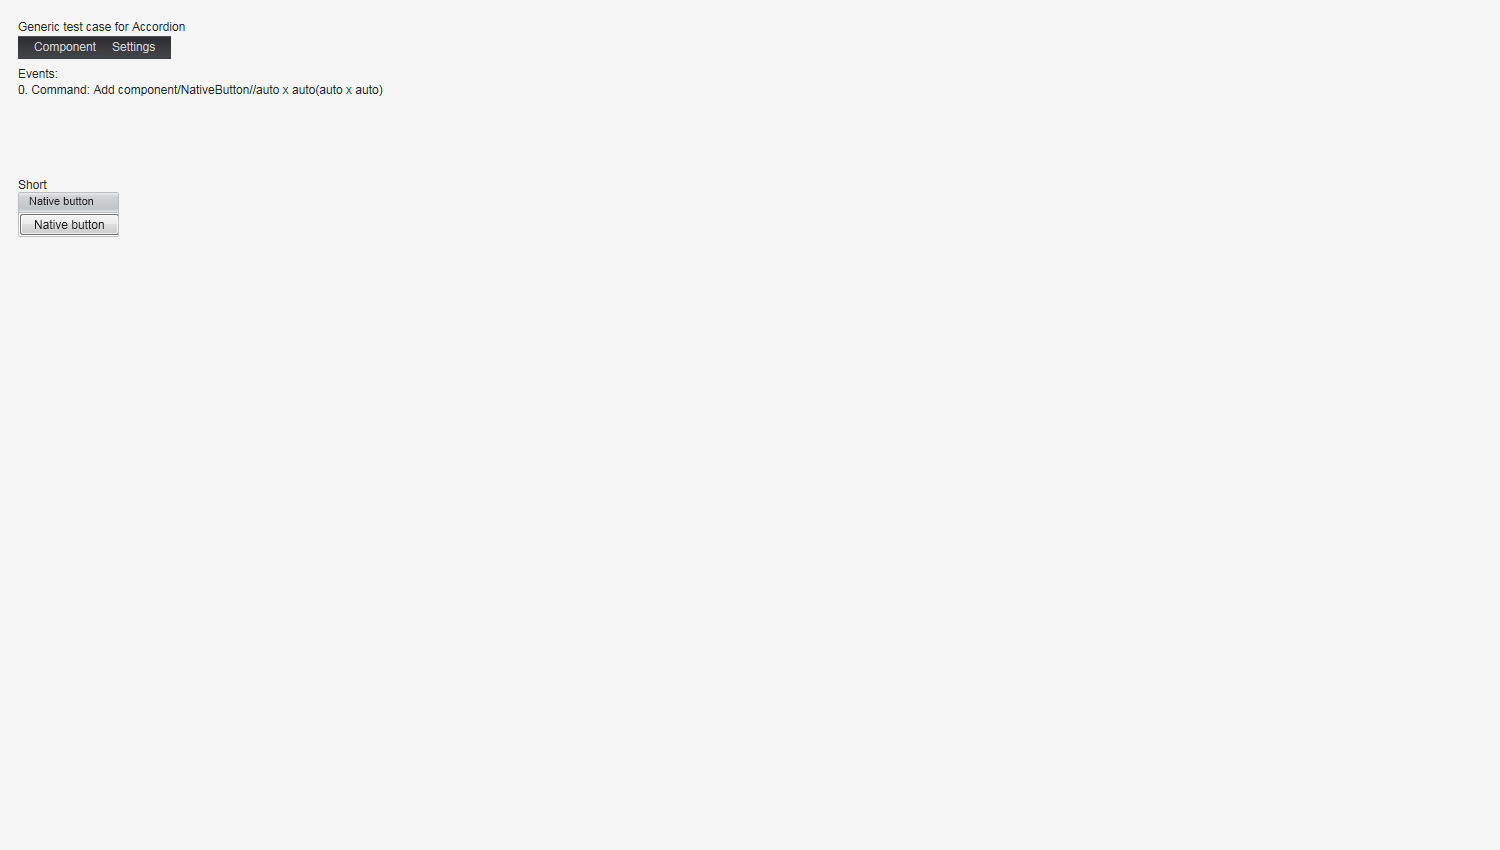 Generic test case for Accordion
Component Settings
Events:
0. Command: Add component/NativeButton//auto x auto(auto x auto)
Short
Native button
Native button